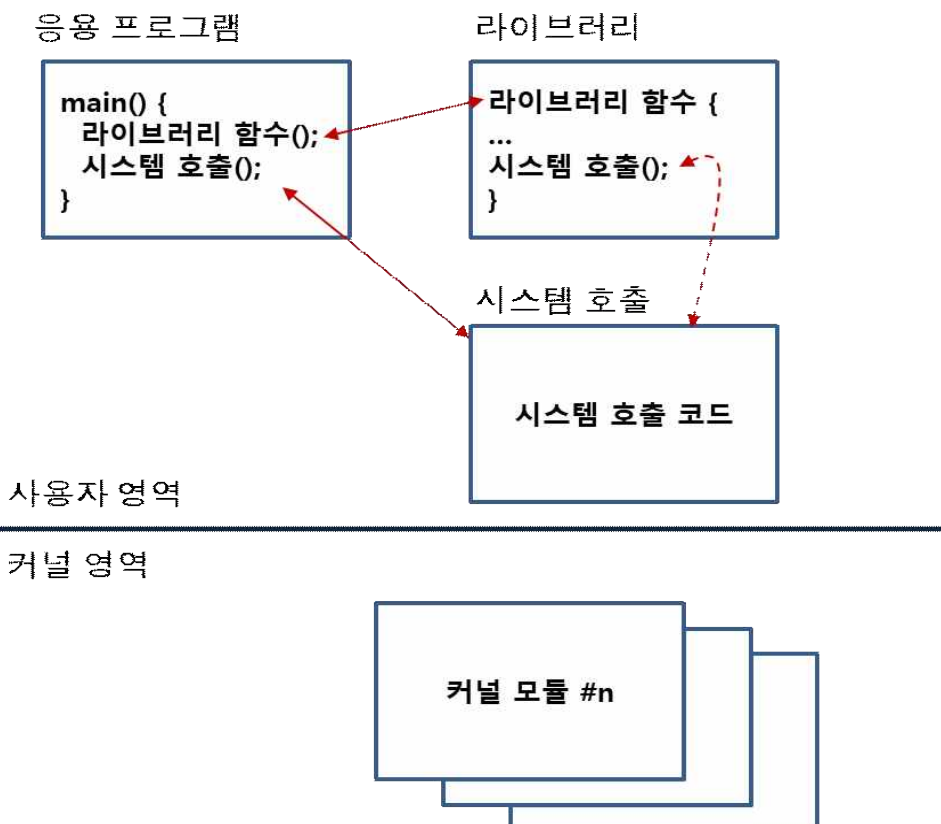 응용 프로그램
main() {
라이브러리 함수();
시스템 호출();
}
라이브러리
라이브러리 함수 {
...
시스템 호출();
}
시스템 호출
시스템 호출 코드
사용자 영역
커널 영역
커널 모듈 #n